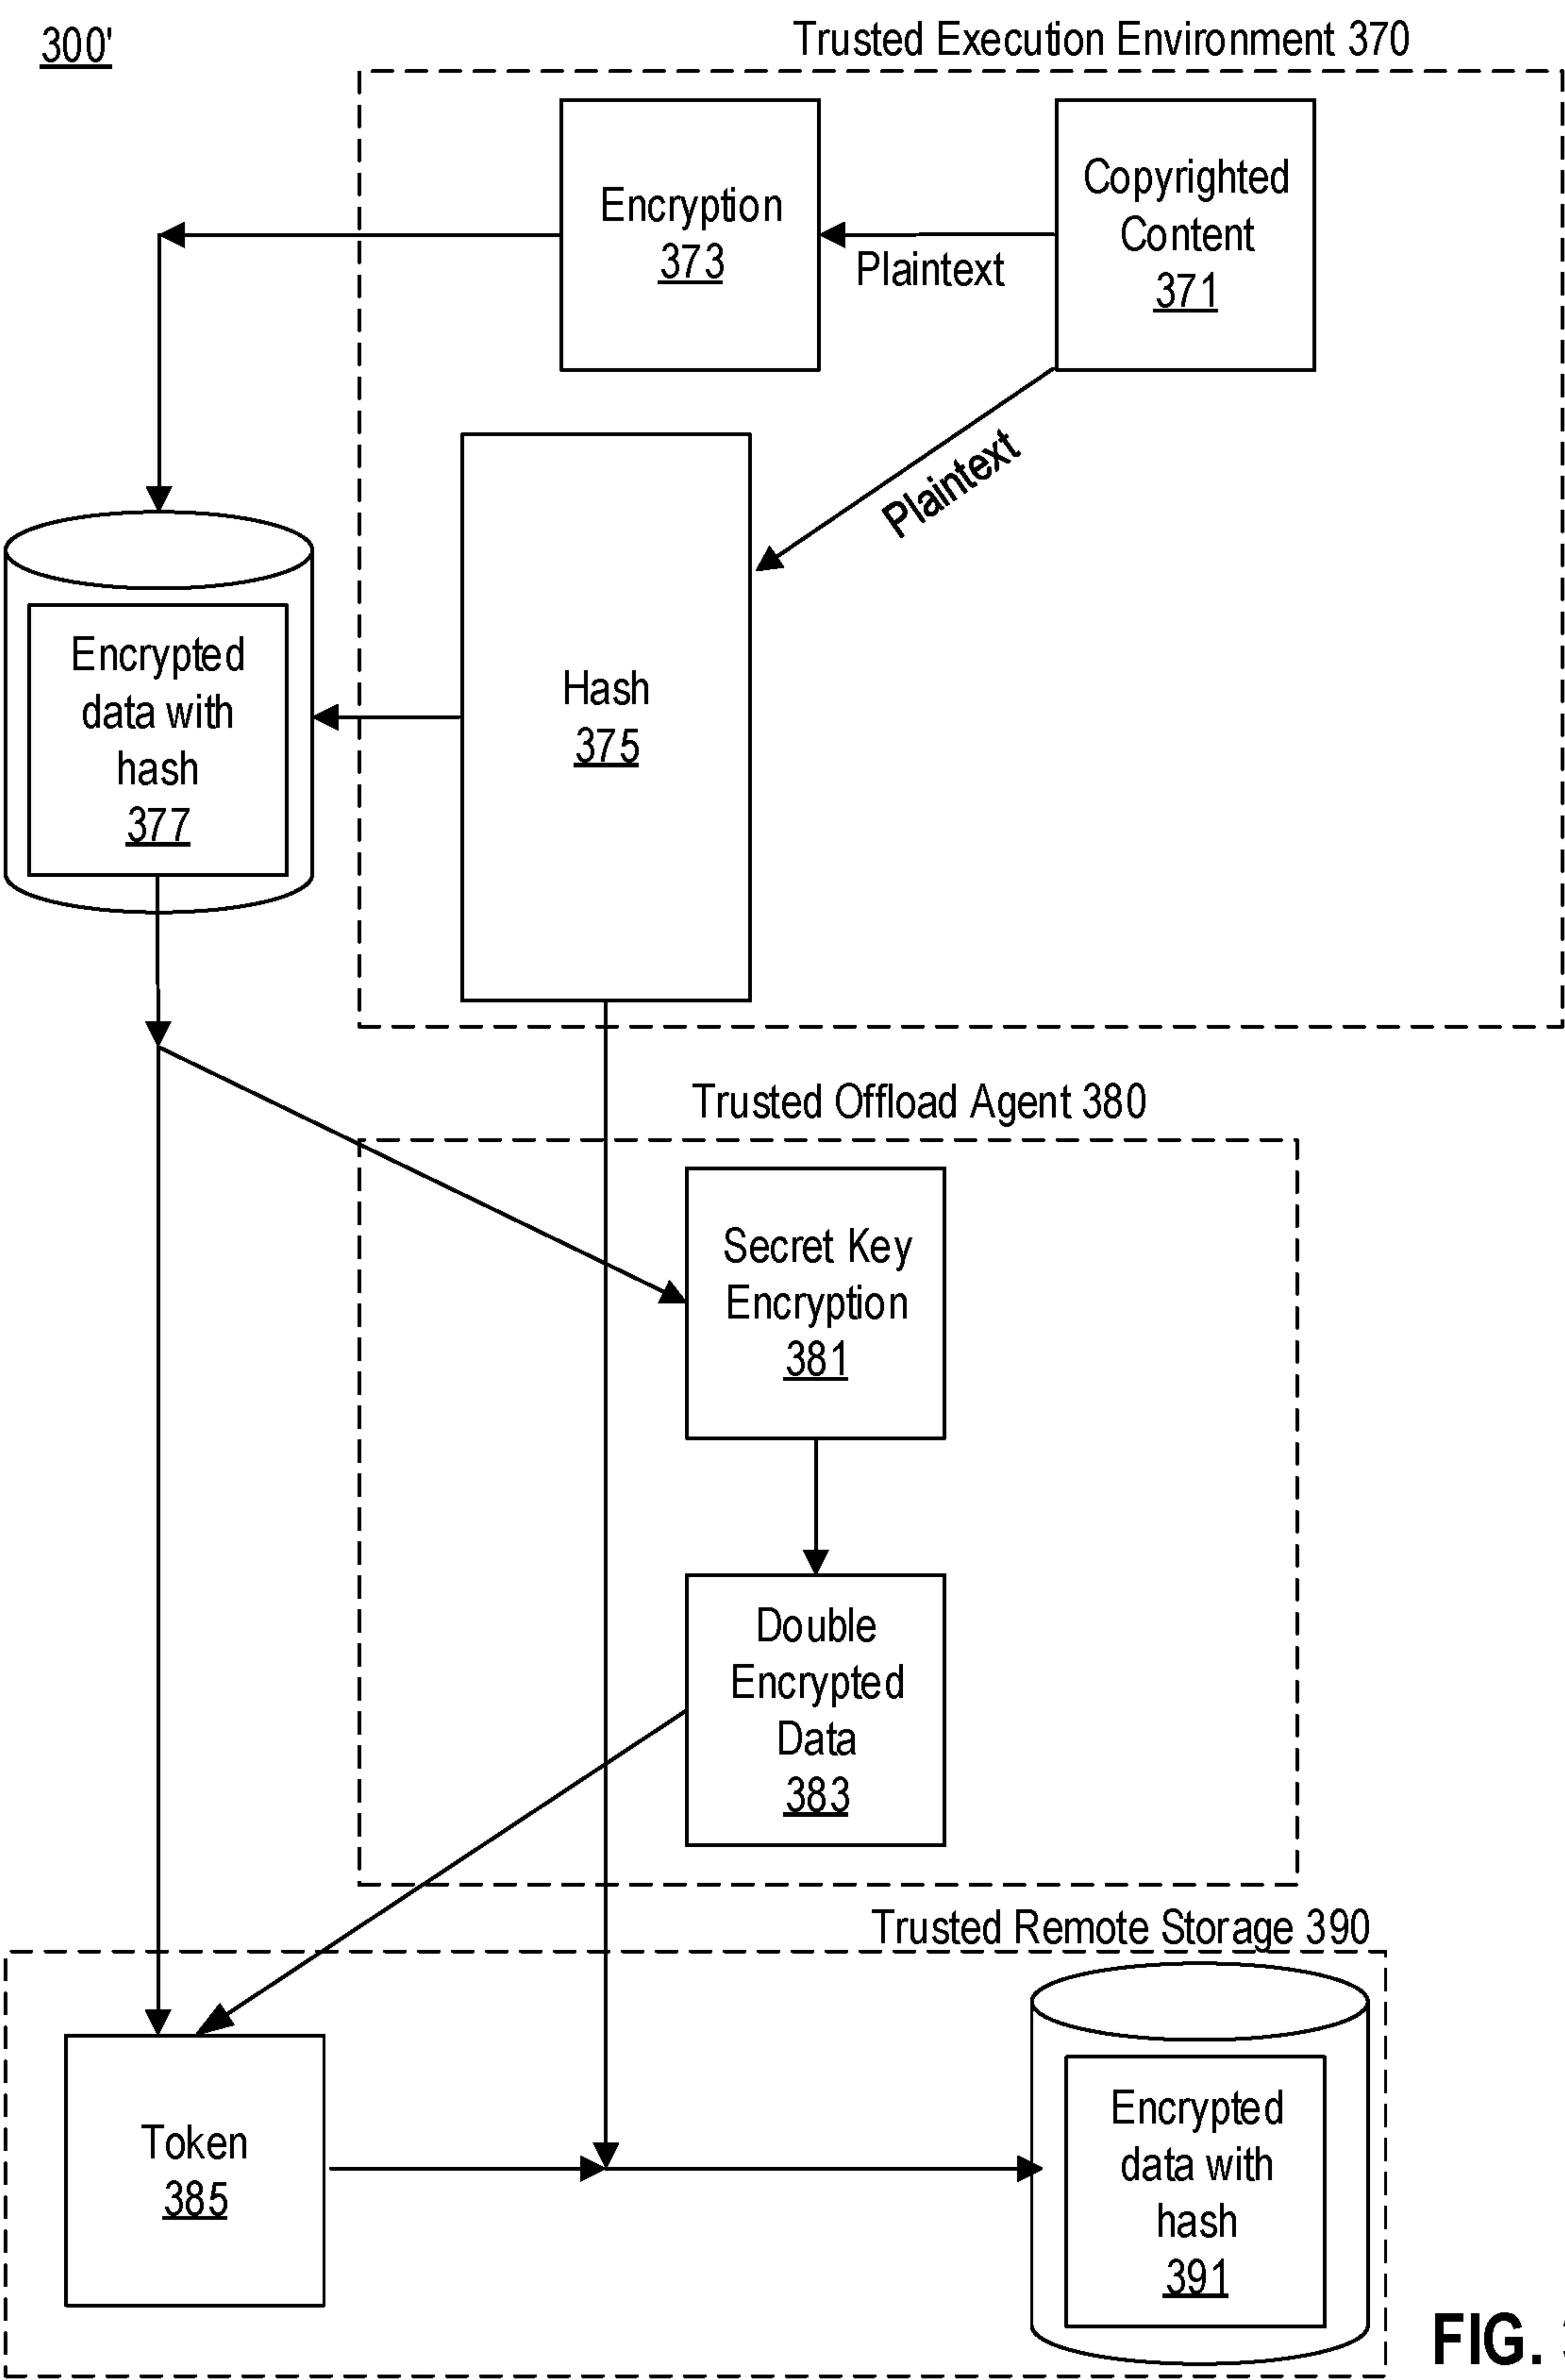 300'
Trusted Execution Environment 370
Encryption
373
Plaintext
Copyrighted
Content
371
Plaintext
Hash
375
Encrypted
data with
hash
377
Trusted Offload Agent 380
Secret Key
Encryption
381
Double
Encrypted
Data
383
Trusted Remote Storage 390
Token
385
Encrypted
data with
hash
391
FIG.